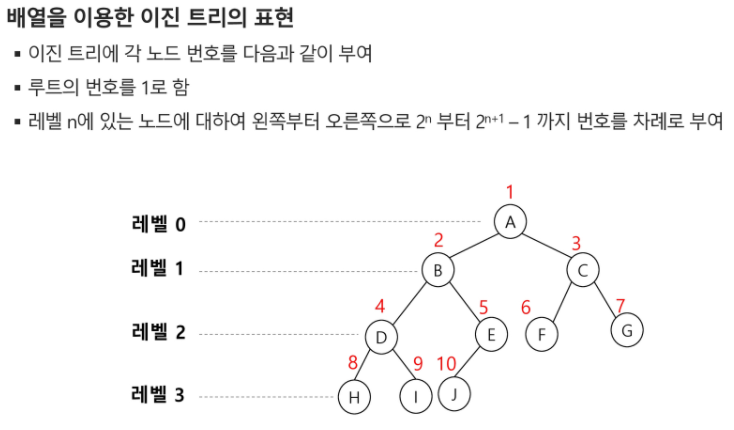 배열을 이용한 이진 트리의 표현
▪ 이진 트리에 각 노드 번호를 다음과 같이 부여
▪ 루트의 번호를 1로 함
▪ 레벨 n에 있는 노드에 대하여 왼쪽부터 오른쪽으로 2ⁿ 부터 2ⁿ⁺¹ – 1 까지 번호를 차례로 부여
1
레벨 0 A
2 3
레벨 1 B C
4 5 6 7
레벨 2 D E F G
8 9 10
레벨 3 H I J